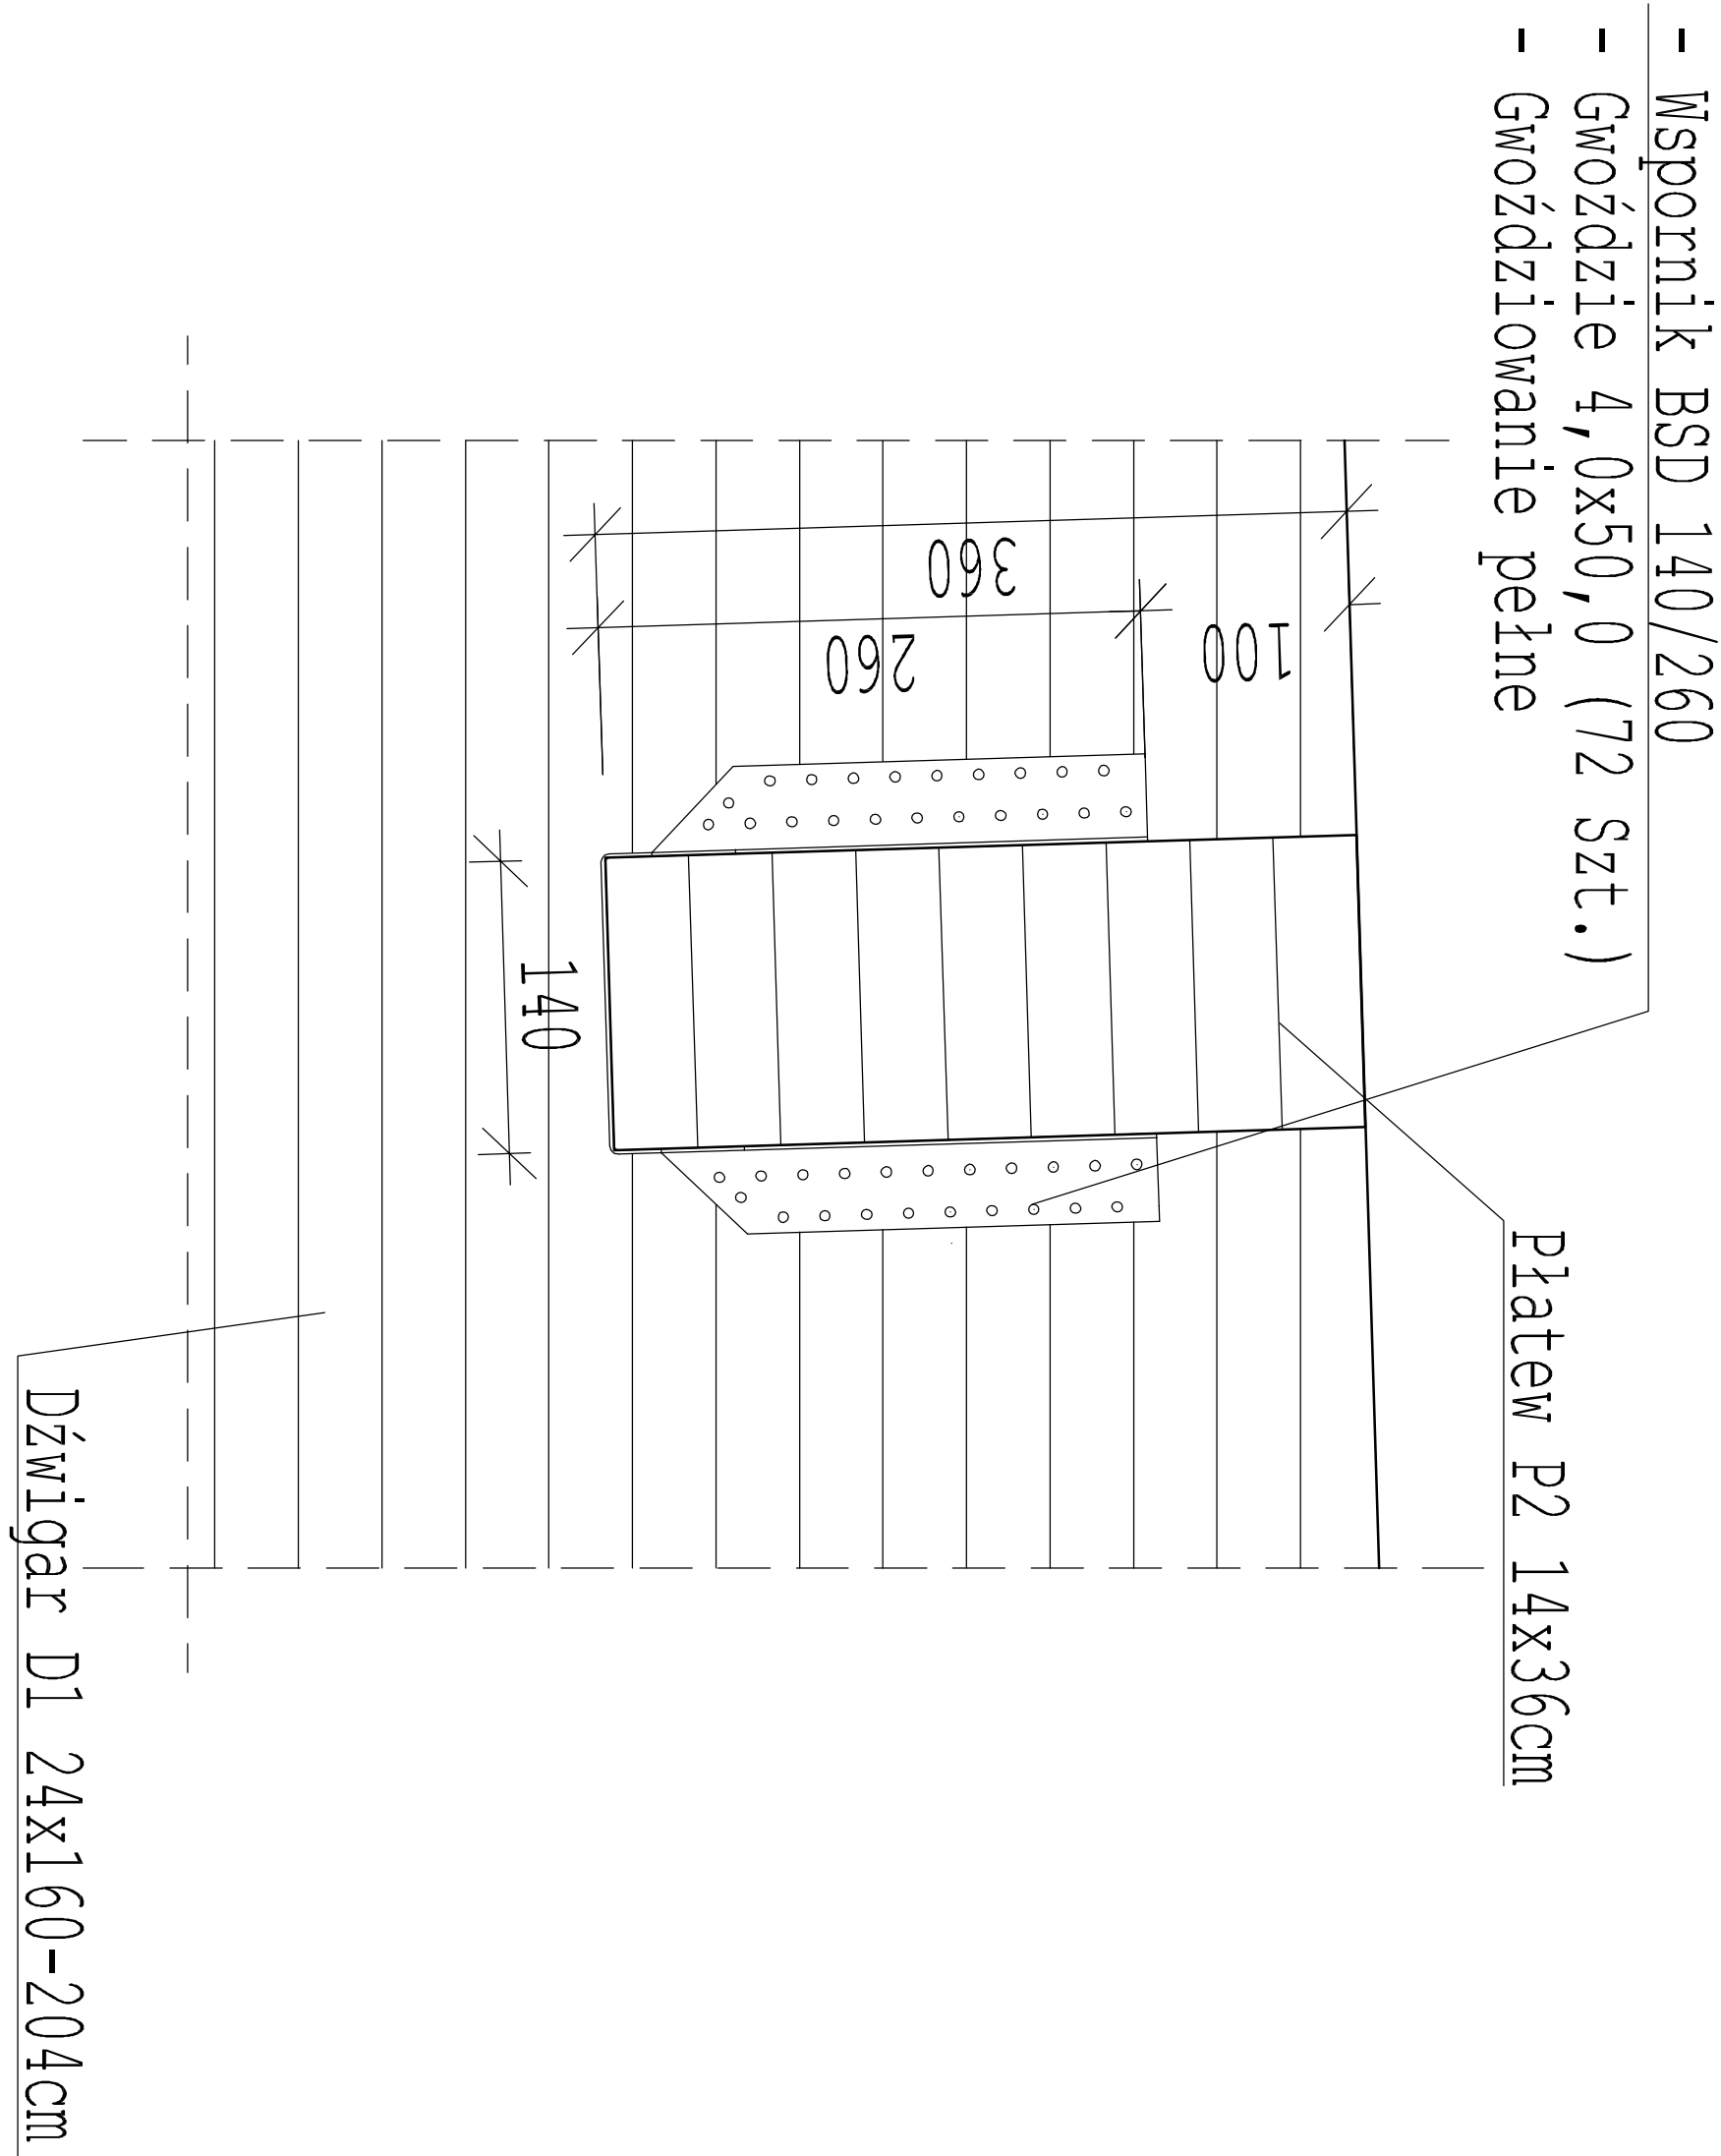 - Wspornik BSD 140/260
- Gwoździe 4,0x50,0 (72 Szt.)
- Gwoździowanie pełne
Płatew P2 14x36cm
100
360
260
140
Dźwigar D1 24x160-204cm